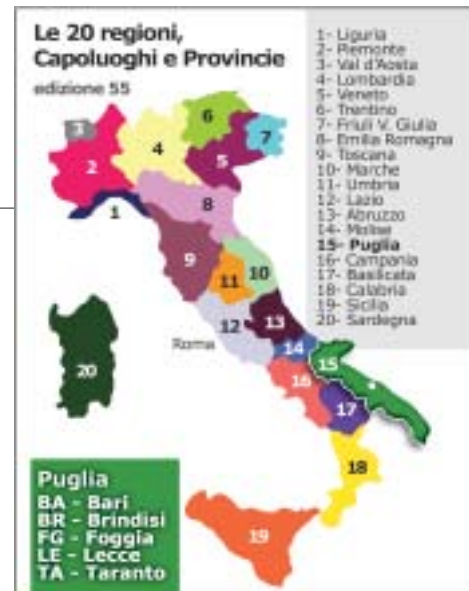 Le 20 regioni,
Capoluoghi e Provincie
edizione 55
1- Liguria
2- Piemonte
3- Val d'Aosta
4- Lombardia
5- Veneto
6- Trentino
7- Friuli V. Giulia
8- Emilia Romagna
9- Toscana
10- Marche
11- Umbria
12- Lazio
13- Abruzzo
14- Molise
15- Puglia
16- Campania
17- Basilicata
18- Calabria
19- Sicilia
20- Sardegna
6
3
4
7
2
5
8
1
9
10
11
12
13
Roma
14
15
20
16
17
18
19
Puglia
BA - Bari
BR - Brindisi
FG - Foggia
LE - Lecce
TA - Taranto